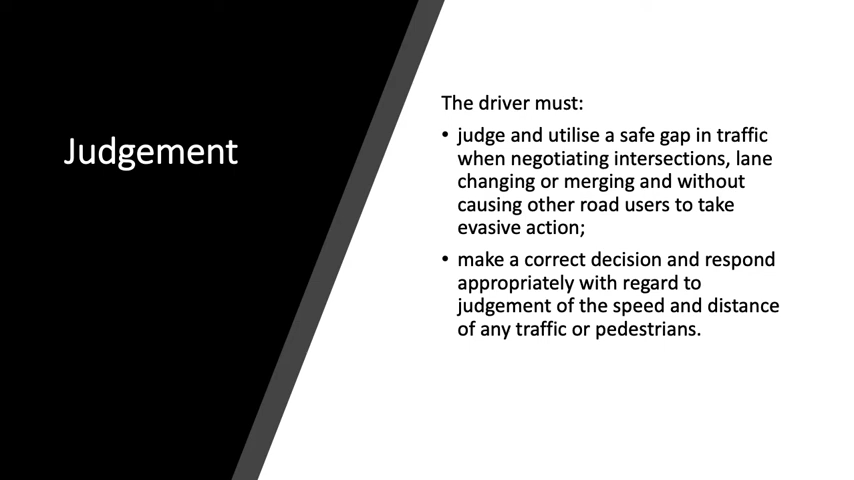 Judgement
The driver must:
• judge and utilise a safe gap in traffic
when negotiating intersections, lane
changing or merging and without
causing other road users to take
evasive action;
• make a correct decision and respond
appropriately with regard to
judgement of the speed and distance
of any traffic or pedestrians.